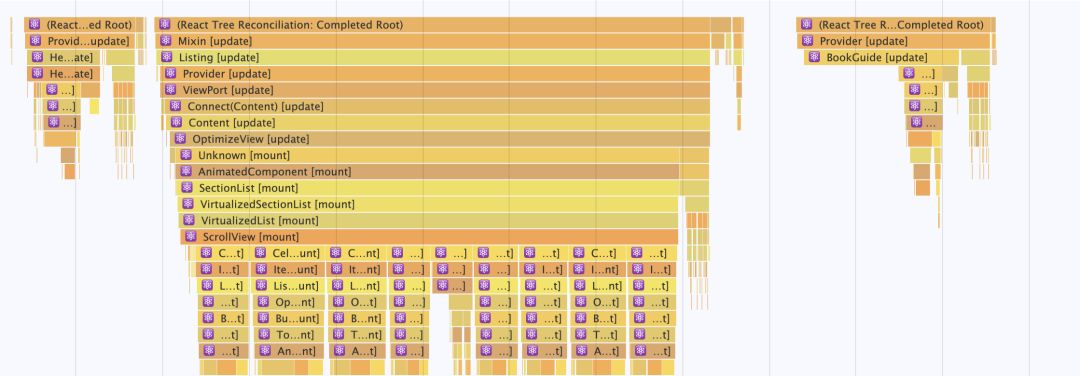 (React…ed Root) (React Tree Reconciliation: Completed Root) (React Tree R…Completed Root)
Provid…update] Mixin [update] Provider [update]
He…ate] Listing [update] BookGuide [update]
He…ate] Provider [update] …]
…] ViewPort [update] …]
…] Connect(Content) [update] …]
…] Content [update] …
OptimizeView [update]
Unknown [mount]
AnimatedComponent [mount]
SectionList [mount]
VirtualizedSectionList [mount]
VirtualizedList [mount]
ScrollView [mount]
C…t] Cel…unt] C…nt] …] …] …t] …t] C…t] …t]
I…t] Ite…unt] It…nt] …] …] …t] I…t] I…nt] I…t]
L…t] Lis…unt] L…nt] …] …] …t] …t] L…nt] …t]
…t] Op…nt] O…t] …] …t] …t] O…t] …t]
B…t] Bu…unt] B…nt] …] …t] …t] B…nt] …t]
…t] To…nt] T…nt] …] …t] …t] T…t] …t]
…t] An…nt] A…t] …] …] …t] A…t] …t]